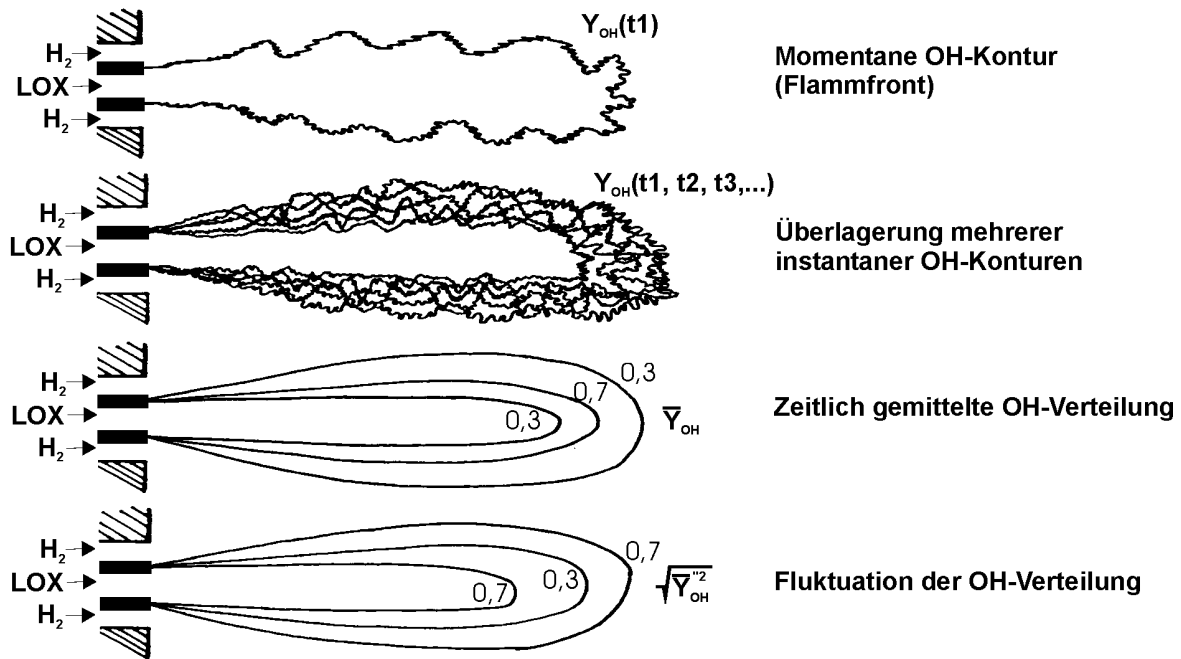 Y_OH(t1)
H₂
LOX
H₂
Momentane OH-Kontur
(Flammfront)
Y_OH(t1, t2, t3,...)
H₂
LOX
H₂
Überlagerung mehrerer
instantaner OH-Konturen
H₂
LOX
H₂
0,3
0,7
0,3
Y̅_OH
Zeitlich gemittelte OH-Verteilung
H₂
LOX
H₂
0,7
0,3
0,7
√Y̅"²_OH
Fluktuation der OH-Verteilung